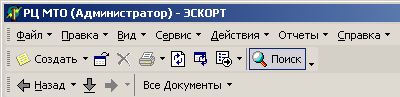 РЦ МТО (Администратор) - ЭСКОРТ
Файл Правка Вид Сервис Действия Отчеты Справка
Создать Поиск
Назад Все Документы